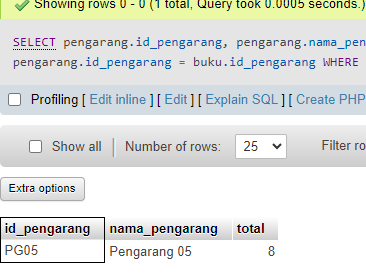 Showing rows 0 - 0 (1 total, Query took 0.0005 seconds.)
SELECT pengarang.id_pengarang, pengarang.nama_pen
pengarang.id_pengarang = buku.id_pengarang WHERE
Profiling [ Edit inline ] [ Edit ] [ Explain SQL ] [ Create PHP
Show all Number of rows: 25 Filter ro
Extra options
id_pengarang nama_pengarang total
PG05 Pengarang 05 8